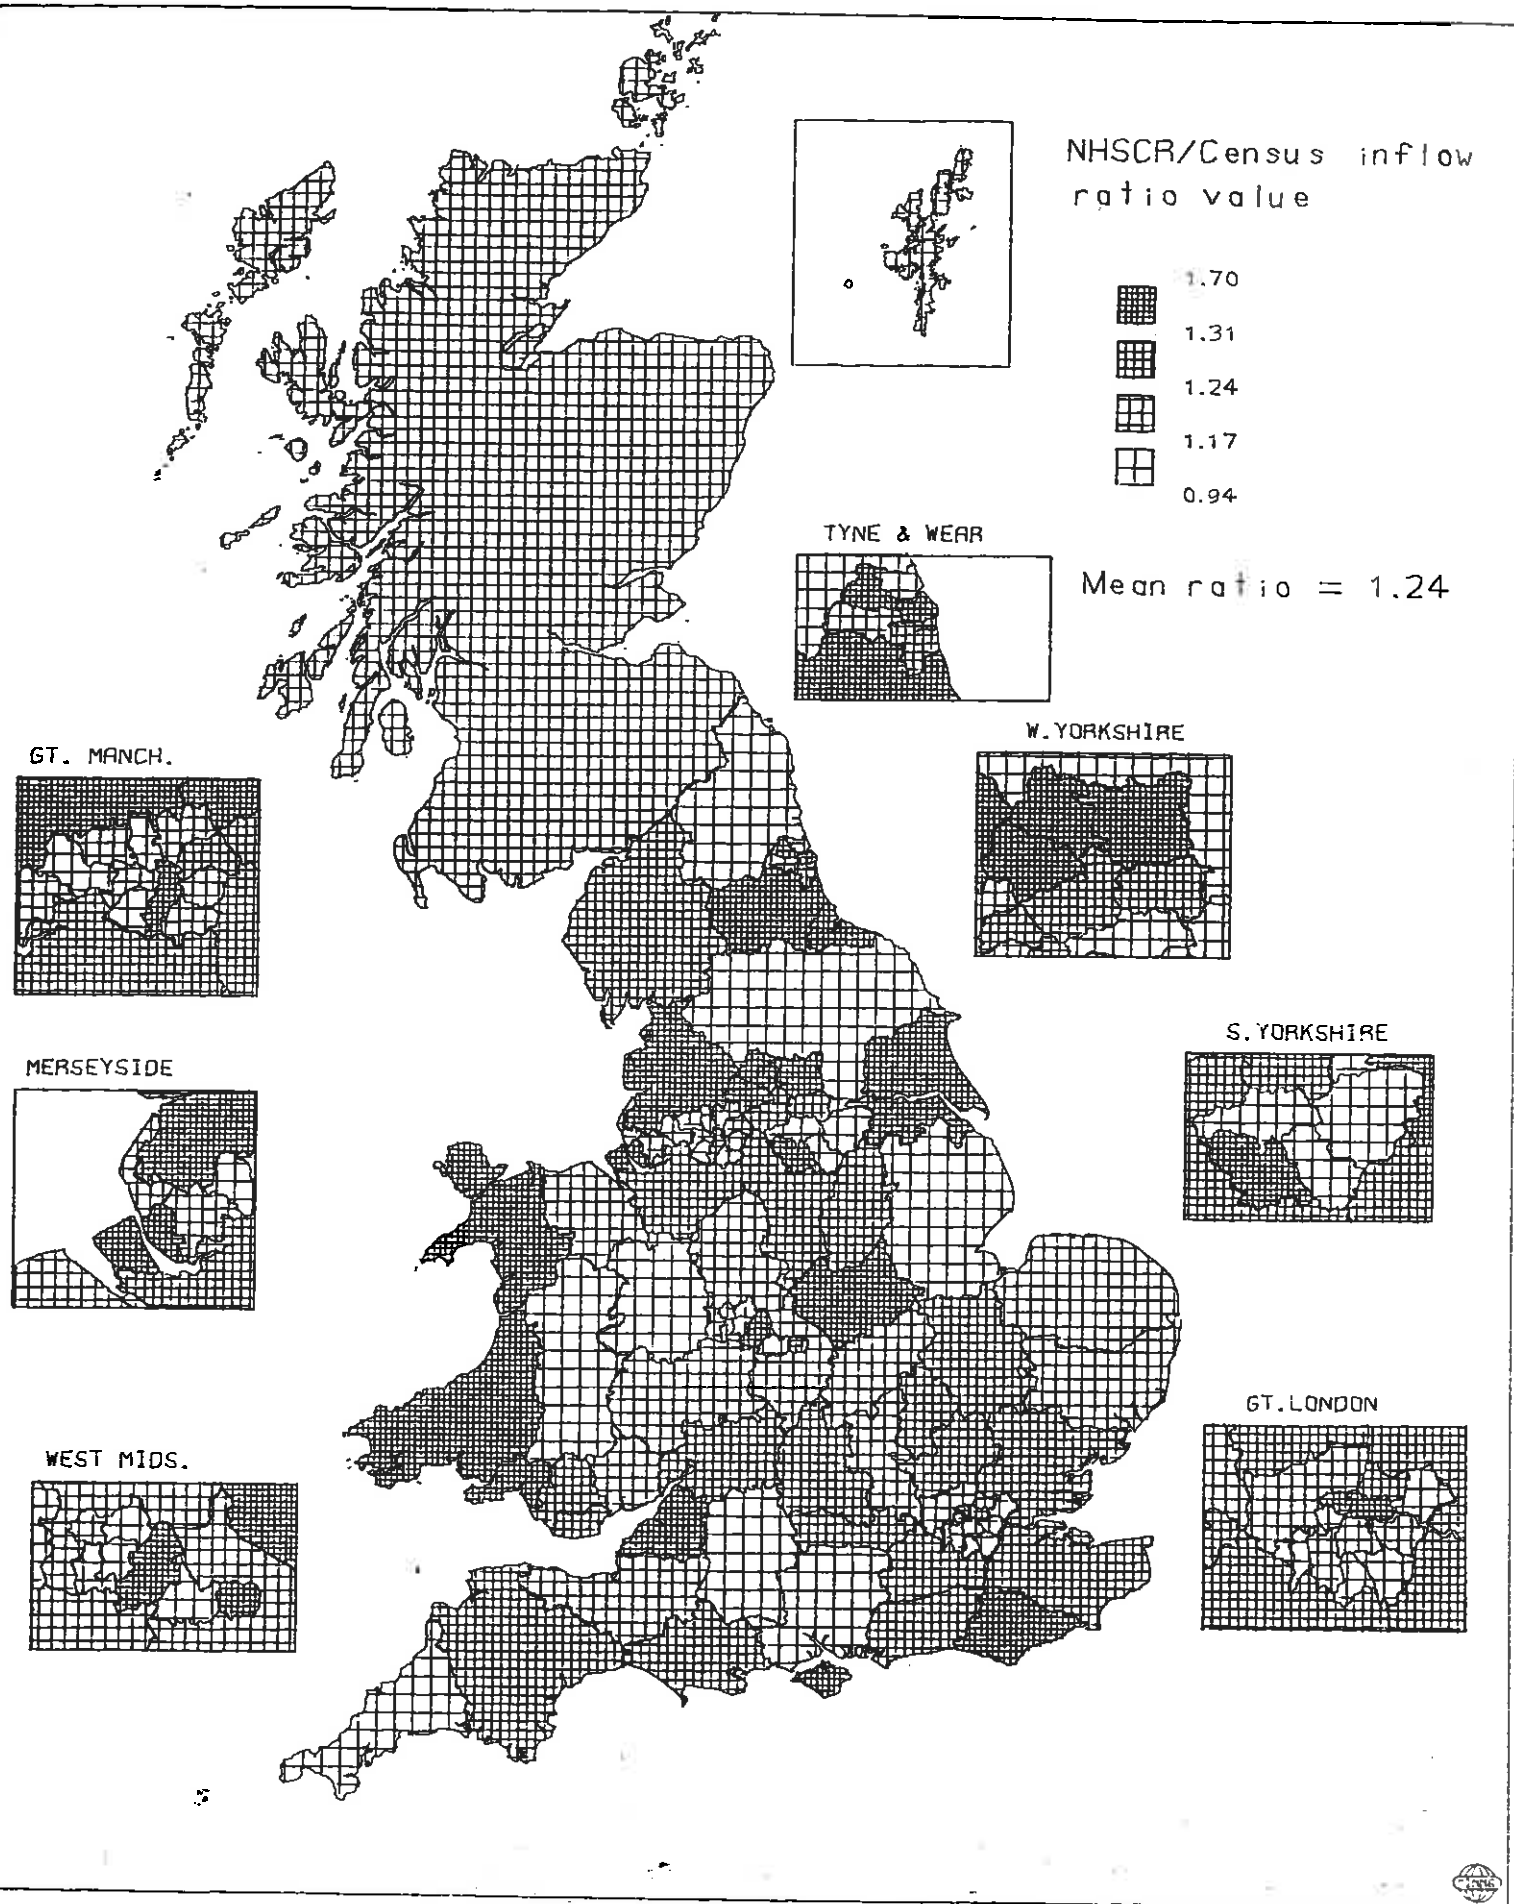 NHSCR/Census inflow
ratio value
1.70
1.31
1.24
1.17
0.94
TYNE & WEAR
Mean ratio = 1.24
W.YORKSHIRE
GT. MANCH.
S.YORKSHIRE
MERSEYSIDE
GT.LONDON
WEST MIDS.